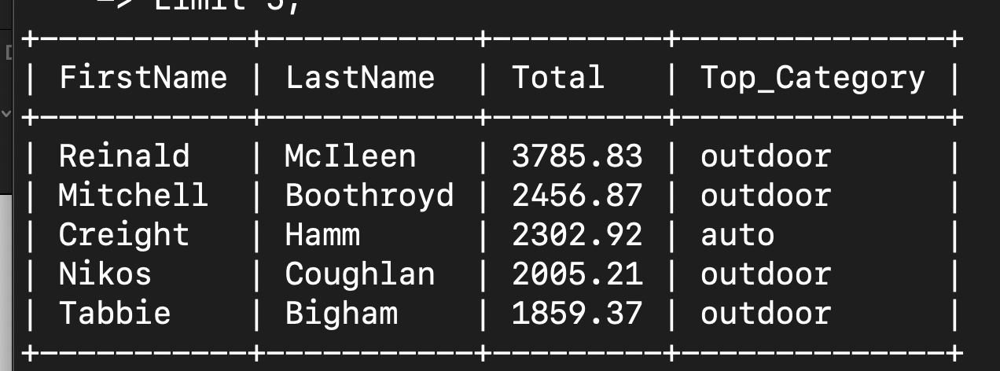 -> Limit 5;
+-----------+-----------+---------+--------------+
| FirstName | LastName  | Total   | Top_Category |
+-----------+-----------+---------+--------------+
| Reinald   | McIleen   | 3785.83 | outdoor      |
| Mitchell  | Boothroyd | 2456.87 | outdoor      |
| Creight   | Hamm      | 2302.92 | auto         |
| Nikos     | Coughlan  | 2005.21 | outdoor      |
| Tabbie    | Bigham    | 1859.37 | outdoor      |
+-----------+-----------+---------+--------------+